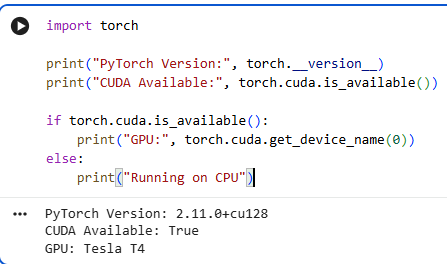 import torch
print("PyTorch Version:", torch.__version__)
print("CUDA Available:", torch.cuda.is_available())
if torch.cuda.is_available():
    print("GPU:", torch.cuda.get_device_name(0))
else:
    print("Running on CPU")
PyTorch Version: 2.11.0+cu128
CUDA Available: True
GPU: Tesla T4